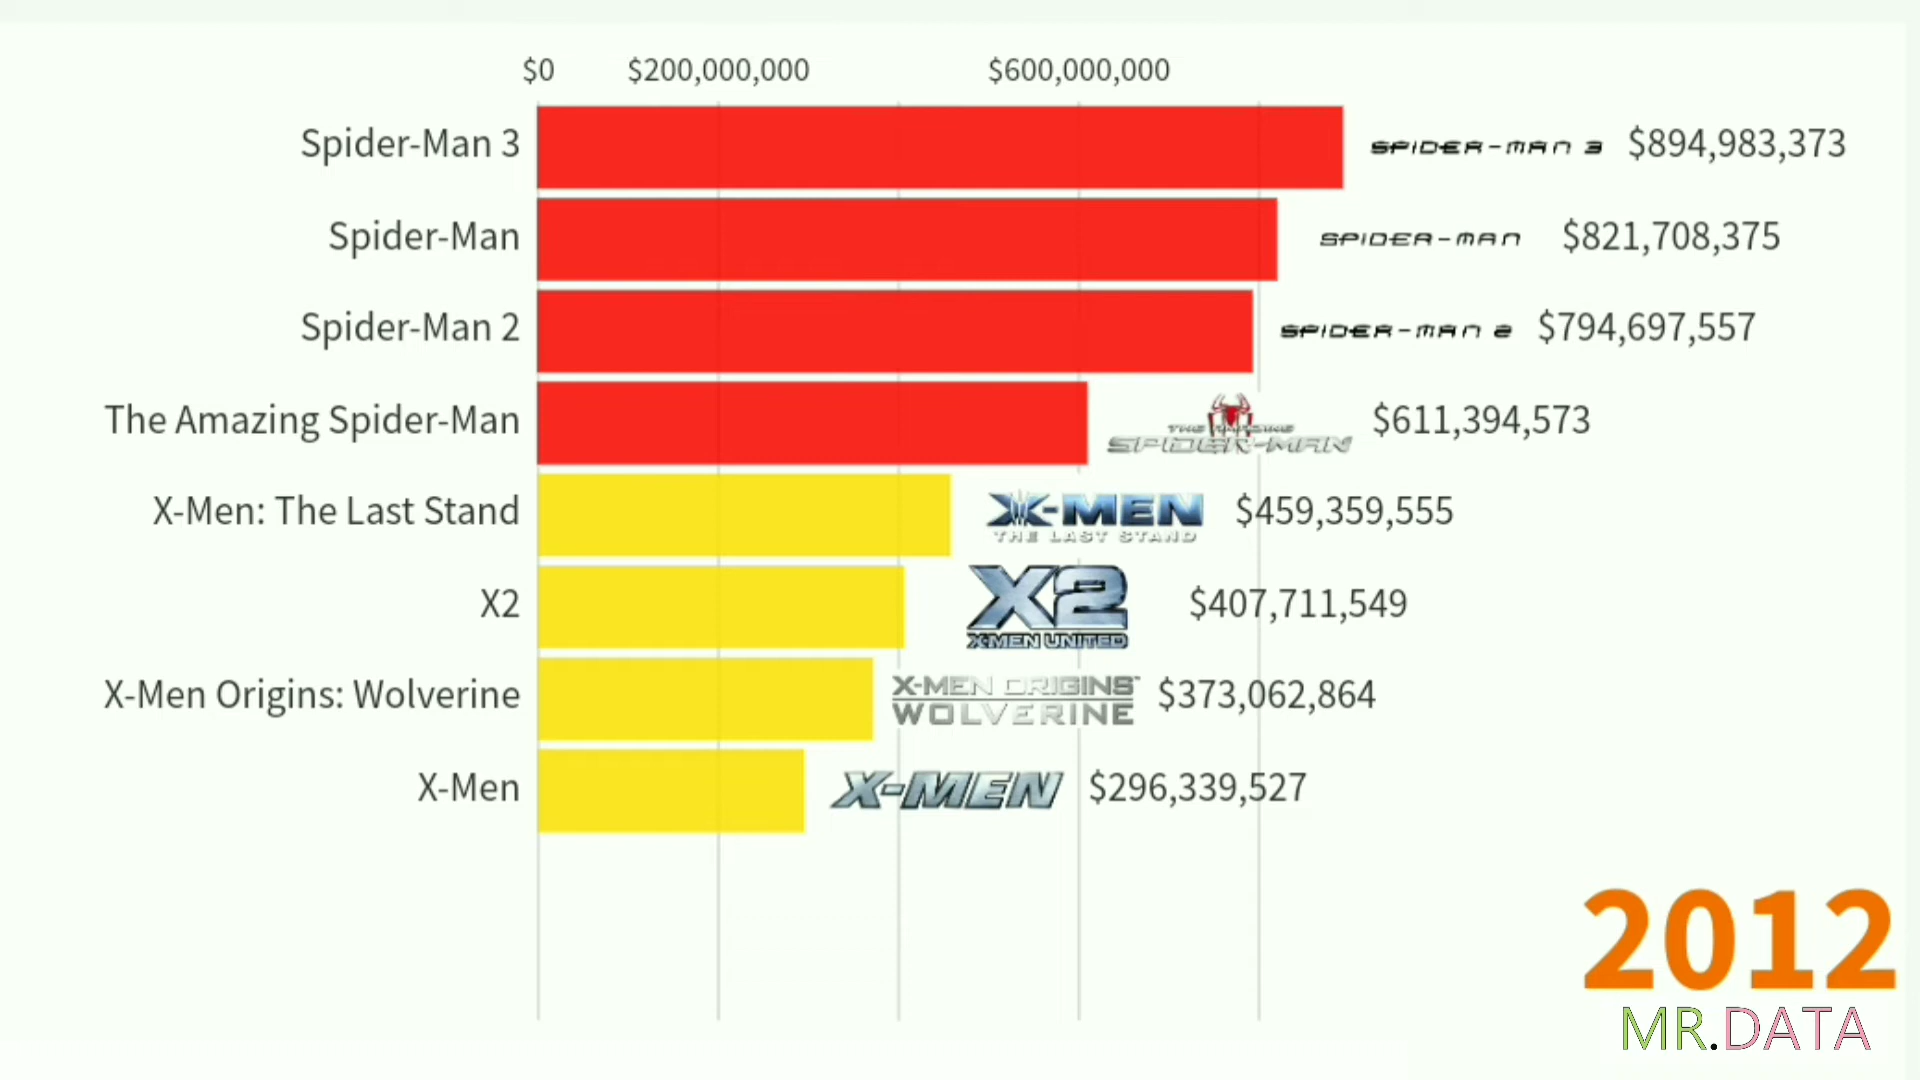 $0 $200,000,000 $600,000,000
Spider-Man 3 SPIDER-MAN 3 $894,983,373
Spider-Man SPIDER-MAN $821,708,375
Spider-Man 2 SPIDER-MAN 2 $794,697,557
The Amazing Spider-Man THE AMAZING SPIDER-MAN $611,394,573
X-Men: The Last Stand X-MEN THE LAST STAND $459,359,555
X2 X2 X-MEN UNITED $407,711,549
X-Men Origins: Wolverine X-MEN ORIGINS WOLVERINE $373,062,864
X-Men X-MEN $296,339,527
2012
MR.DATA